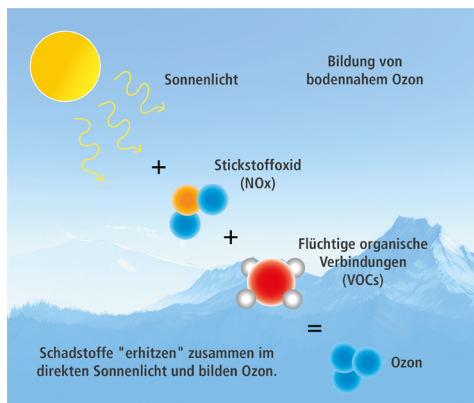 Sonnenlicht
Bildung von
bodennahem Ozon
+
Stickstoffoxid
(NOx)
+
Flüchtige organische
Verbindungen
(VOCs)
=
Schadstoffe "erhitzen" zusammen im
direkten Sonnenlicht und bilden Ozon.
Ozon